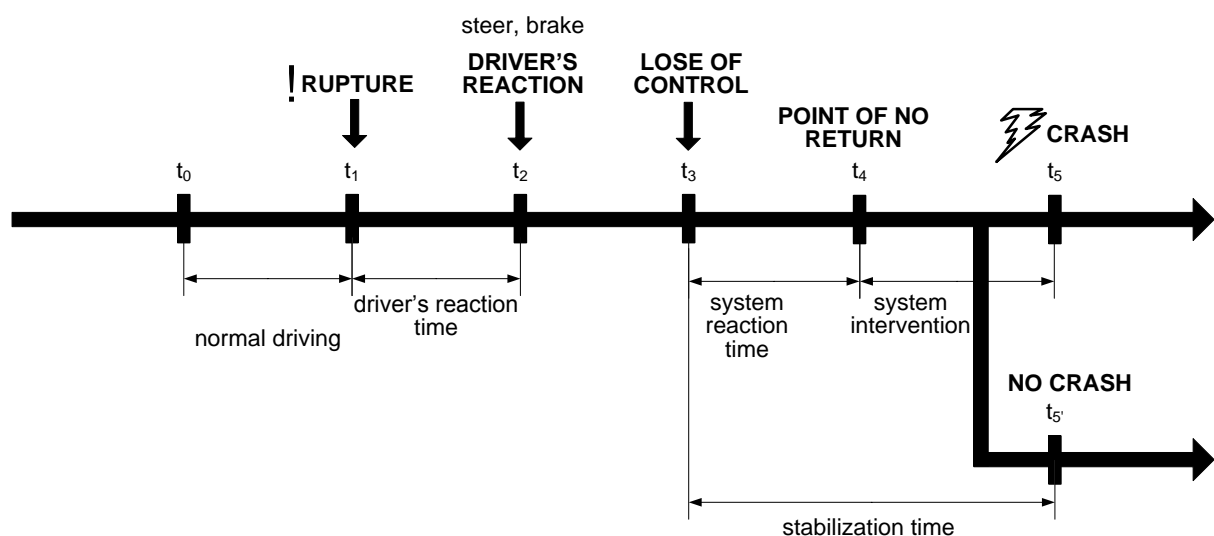 steer, brake
! RUPTURE
DRIVER'S
REACTION
LOSE OF
CONTROL
POINT OF NO
RETURN
CRASH
t0
t1
t2
t3
t4
t5
normal driving
driver's reaction
time
system
reaction
time
system
intervention
NO CRASH
t5'
stabilization time